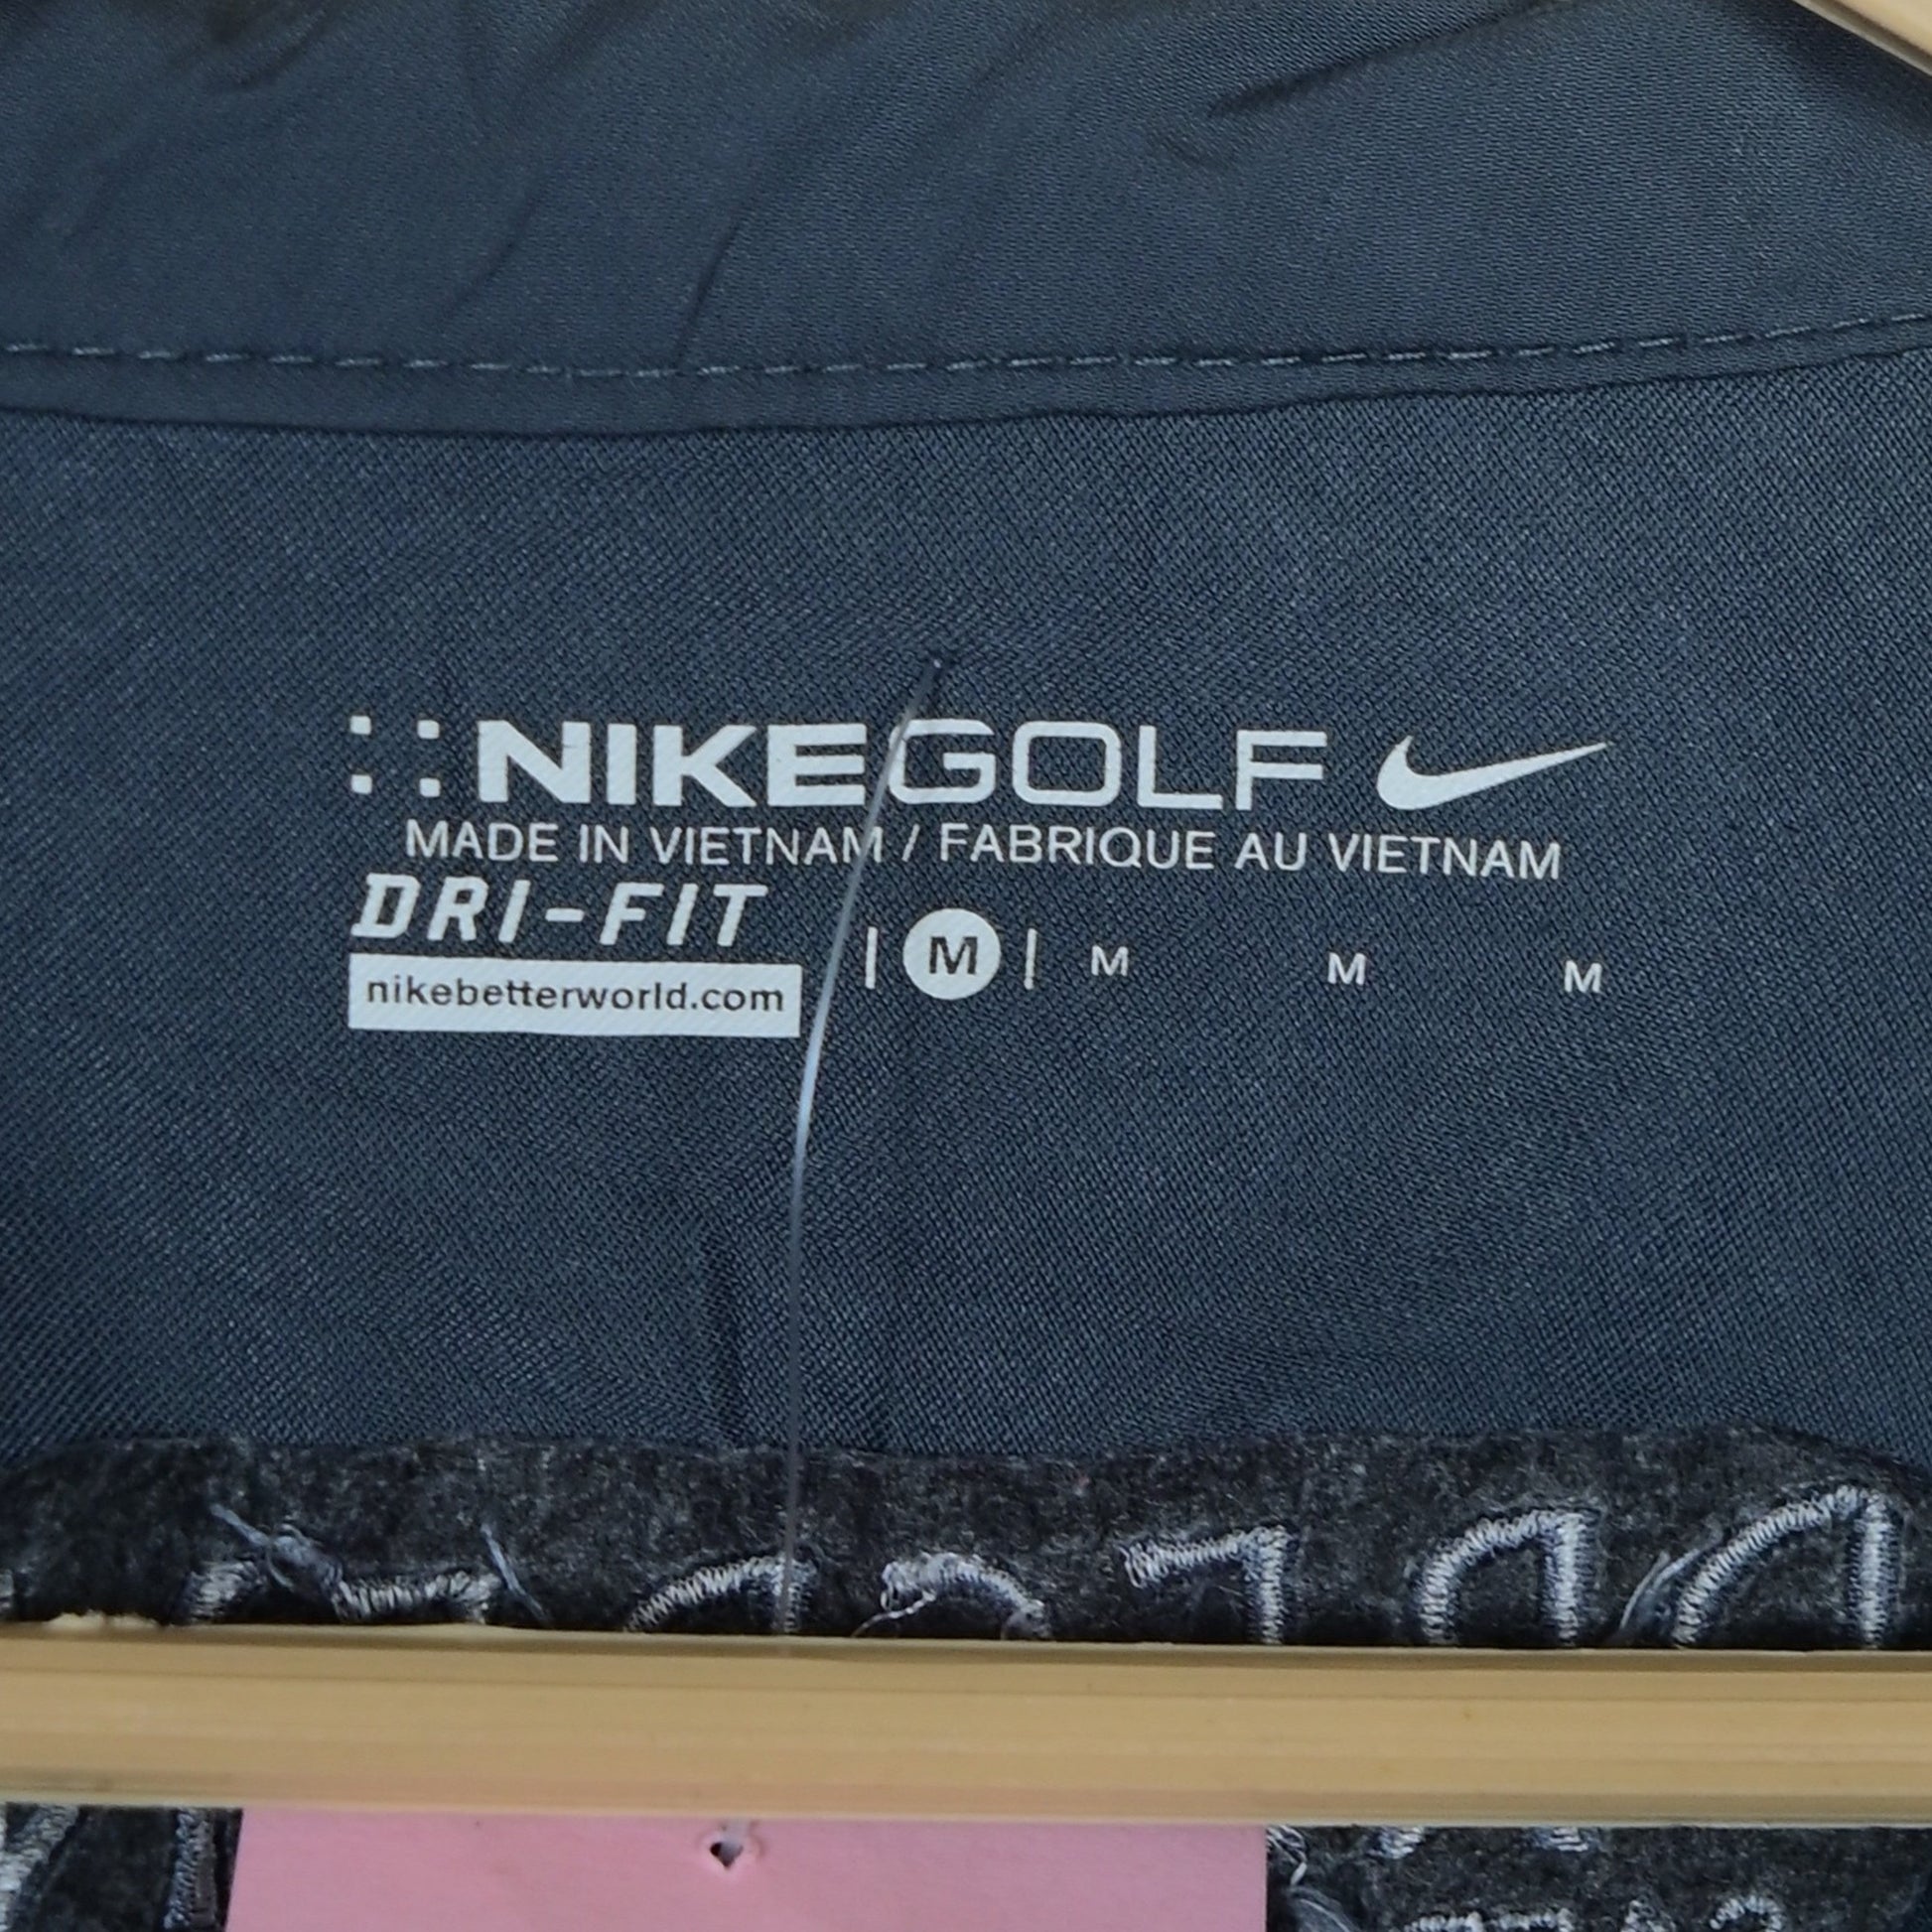 NIKEGOLF
MADE IN VIETNAM / FABRIQUE AU VIETNAM
DRI-FIT
| M | M M M
nikebetterworld.com